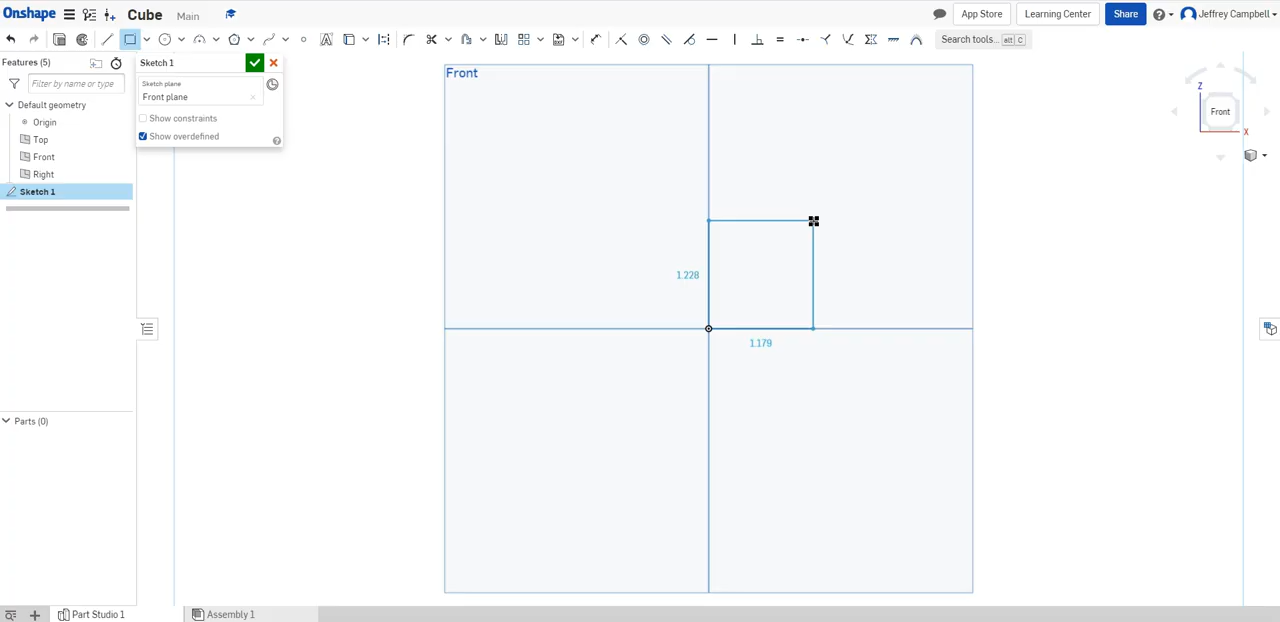 Onshape Cube Main App Store Learning Center Share Jeffrey Campbell
Search tools... alt C
Features (5)
Filter by name or type
Default geometry
Origin
Top
Front
Right
Sketch 1
Parts (0)
Sketch 1
Sketch plane
Front plane
Show constraints
Show overdefined
Front
1.228
1.179
Z
Front
X
Part Studio 1 Assembly 1